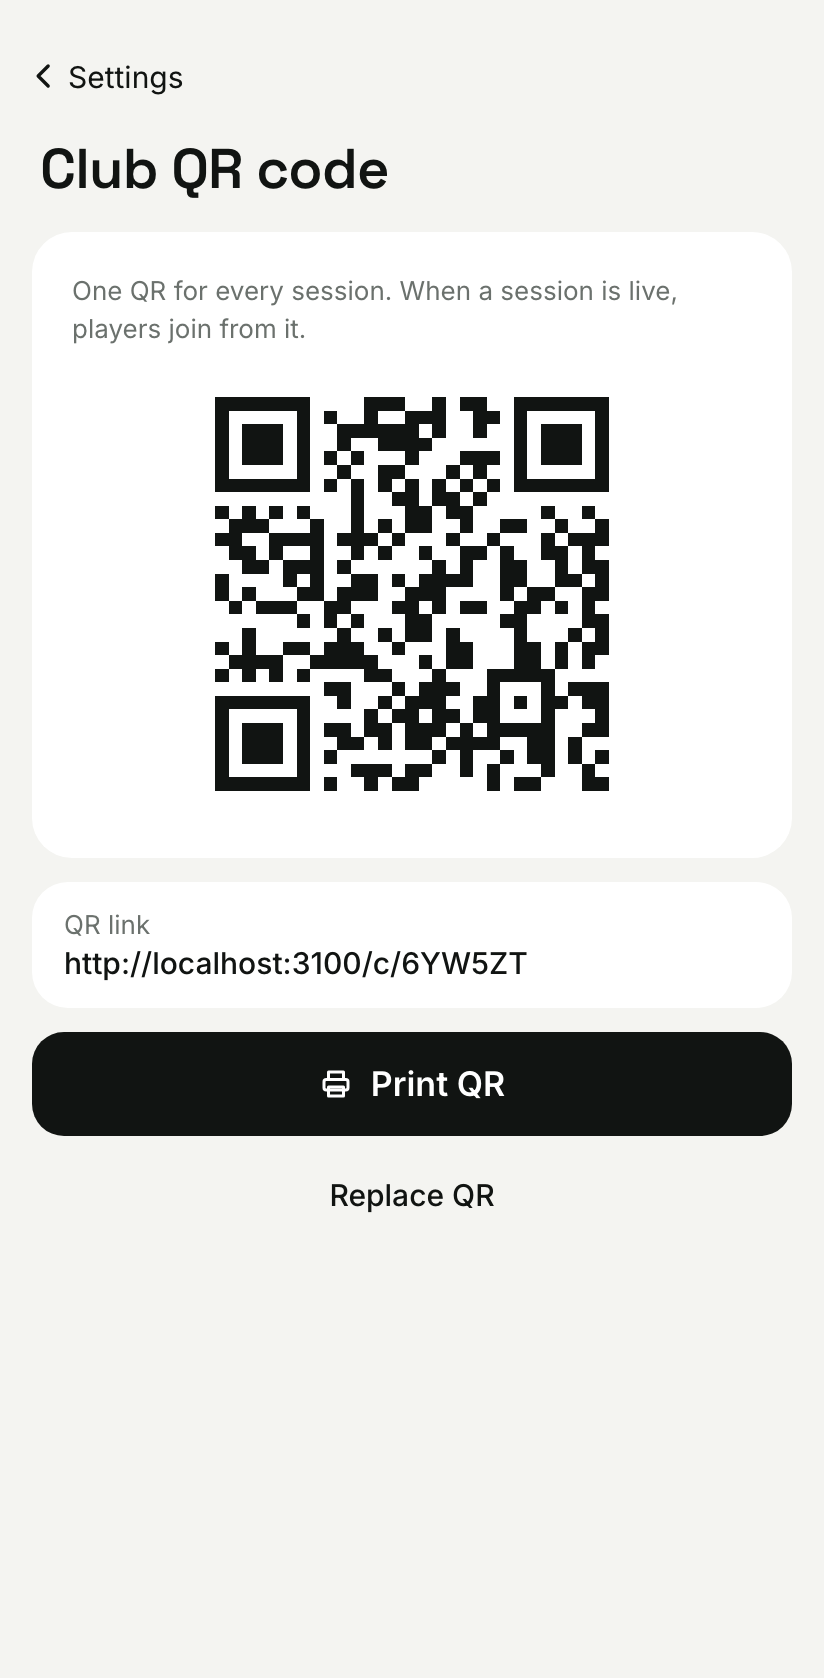 Settings
Club QR code
One QR for every session. When a session is live,
players join from it.
QR link
http://localhost:3100/c/6YW5ZT
Print QR
Replace QR